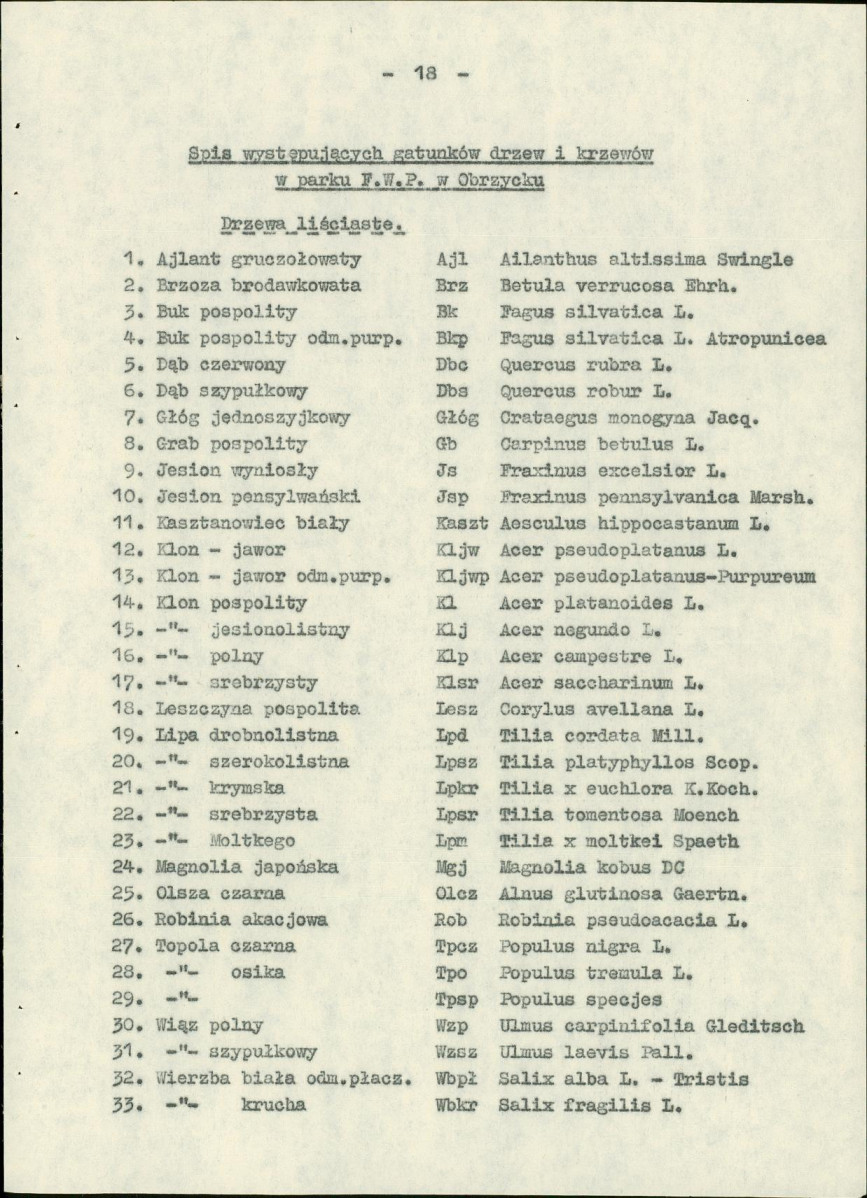 - 18 -
Spis występujących gatunków drzew i krzewów
w parku F.W.P. w Obrzycku
Drzewa liściaste.
1. Ajlant gruczołowaty Ajl Ailanthus altissima Swingle
2. Brzoza brodawkowata Brz Betula verrucosa Ehrh.
3. Buk pospolity Bk Fagus silvatica L.
4. Buk pospolity odm.purp. Bkp Fagus silvatica L. Atropunicea
5. Dąb czerwony Dbc Quercus rubra L.
6. Dąb szypułkowy Dbs Quercus robur L.
7. Głóg jednoszyjkowy Głóg Crataegus monogyna Jacq.
8. Grab pospolity Gb Carpinus betulus L.
9. Jesion wyniosły Js Fraxinus excelsior L.
10. Jesion pensylwański Jsp Fraxinus pennsylvanica Marsh.
11. Kasztanowiec biały Kaszt Aesculus hippocastanum L.
12. Klon - jawor Kljw Acer pseudoplatanus L.
13. Klon - jawor odm.purp. Kljwp Acer pseudoplatanus-Purpureum
14. Klon pospolity Kl Acer platanoides L.
15. -"- jesionolistny Klj Acer negundo L.
16. -"- polny Klp Acer campestre L.
17. -"- srebrzysty Klsr Acer saccharinum L.
18. Leszczyna pospolita Lesz Corylus avellana L.
19. Lipa drobnolistna Lpd Tilia cordata Mill.
20. -"- szerokolistna Lpsz Tilia platyphyllos Scop.
21. -"- krymska Lpkr Tilia x euchlora K.Koch.
22. -"- srebrzysta Lpsr Tilia tomentosa Moench
23. -"- Moltkego Lpm Tilia x moltkei Spaeth
24. Magnolia japońska Mgj Magnolia kobus DC
25. Olsza czarna Olcz Alnus glutinosa Gaertn.
26. Robinia akacjowa Rob Robinia pseudoacacia L.
27. Topola czarna Tpcz Populus nigra L.
28. -"- osika Tpo Populus tremula L.
29. -"- Tpsp Populus specjes
30. Wiąz polny Wzp Ulmus carpinifolia Gleditsch
31. -"- szypułkowy Wzsz Ulmus laevis Pall.
32. Wierzba biała odm.płacz. Wbpł Salix alba L. - Tristis
33. -"- krucha Wbkr Salix fragilis L.